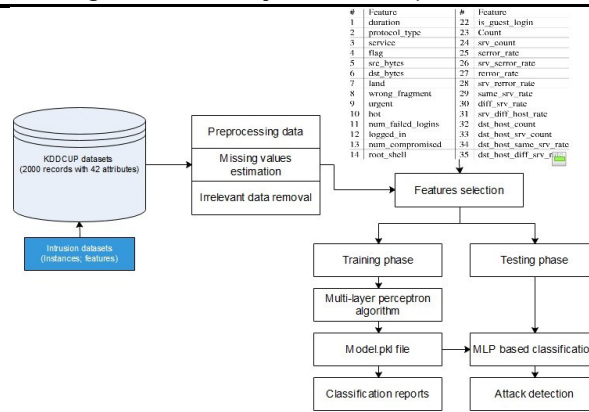 # Feature # Feature
1 duration 22 is_guest_login
2 protocol_type 23 Count
3 service 24 srv_count
4 flag 25 serror_rate
5 src_bytes 26 srv_serror_rate
6 dst_bytes 27 rerror_rate
7 land 28 srv_rerror_rate
8 wrong_fragment 29 same_srv_rate
9 urgent 30 diff_srv_rate
10 hot 31 srv_diff_host_rate
11 num_failed_logins 32 dst_host_count
12 logged_in 33 dst_host_srv_count
13 num_compromised 34 dst_host_same_srv_rate
14 root_shell 35 dst_host_diff_srv_
KDDCUP datasets
(2000 records with 42 attributes)
Intrusion datasets
(Instances; features)
Preprocessing data
Missing values
estimation
Irrelevant data removal
Features selection
Training phase
Testing phase
Multi-layer perceptron
algorithm
Model.pkl file
MLP based classificatio
Classification reports
Attack detection